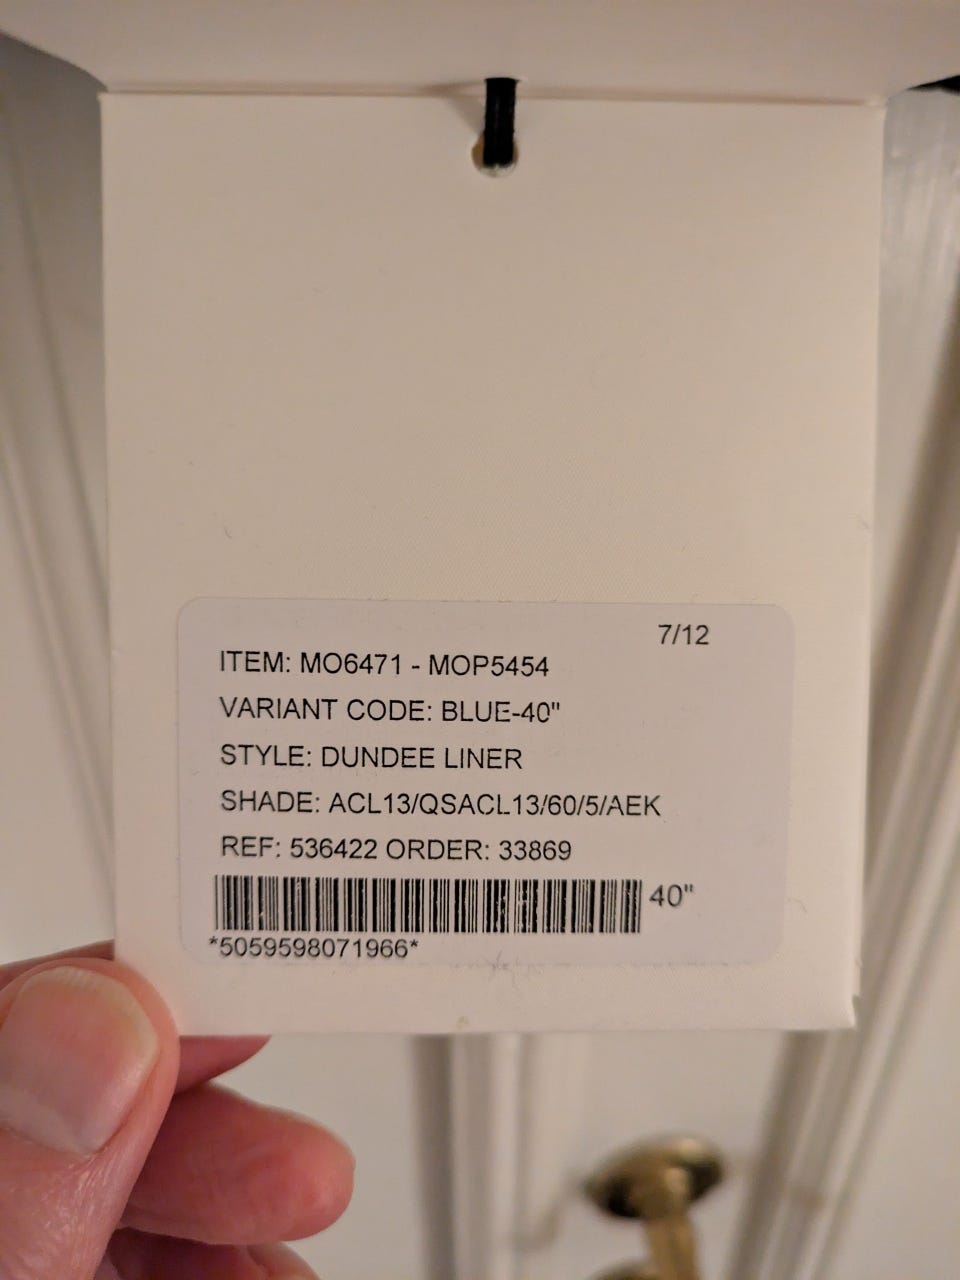 7/12
ITEM: MO6471 - MOP5454
VARIANT CODE: BLUE-40"
STYLE: DUNDEE LINER
SHADE: ACL13/QSACL13/60/5/AEK
REF: 536422 ORDER: 33869
40"
*5059598071966*